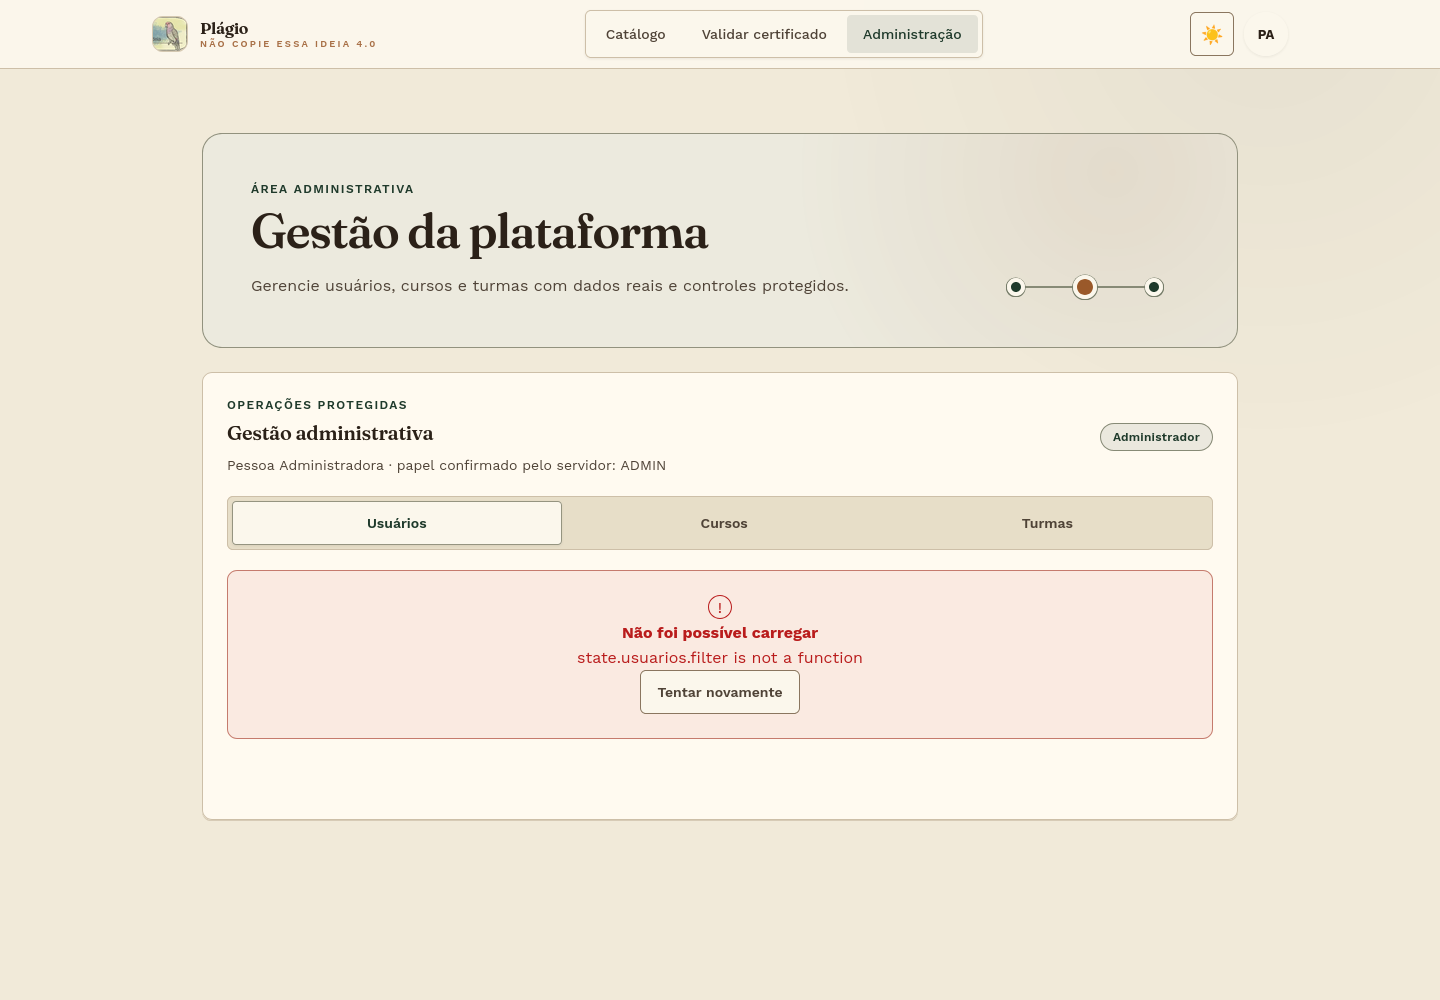 Plágio
NÃO COPIE ESSA IDEIA 4.0
Catálogo
Validar certificado
Administração
PA
ÁREA ADMINISTRATIVA
Gestão da plataforma
Gerencie usuários, cursos e turmas com dados reais e controles protegidos.
OPERAÇÕES PROTEGIDAS
Gestão administrativa
Administrador
Pessoa Administradora · papel confirmado pelo servidor: ADMIN
Usuários
Cursos
Turmas
!
Não foi possível carregar
state.usuarios.filter is not a function
Tentar novamente